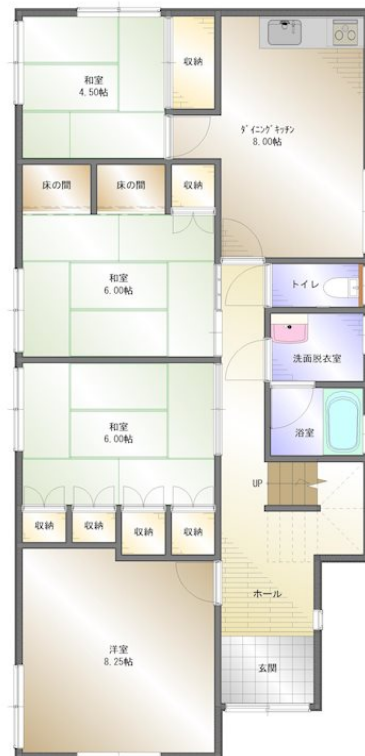 和室
4.50帖
収納
ダイニングキッチン
8.00帖
床の間
床の間
収納
和室
6.00帖
トイレ
洗面脱衣室
和室
6.00帖
浴室
UP
収納
収納
収納
収納
ホール
洋室
8.25帖
玄関